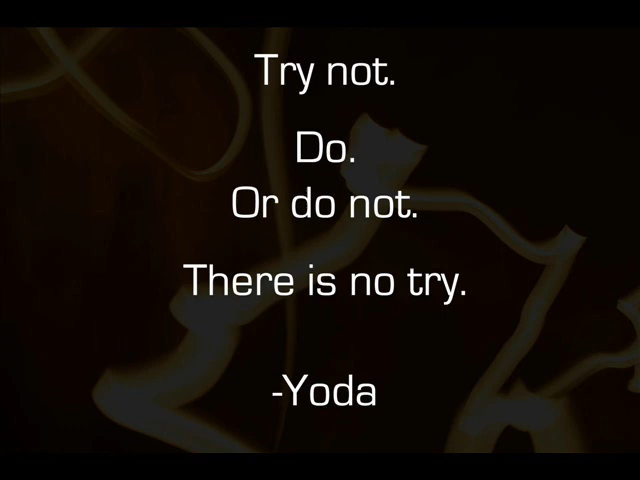 Try not.
Do.
Or do not.
There is no try.
-Yoda